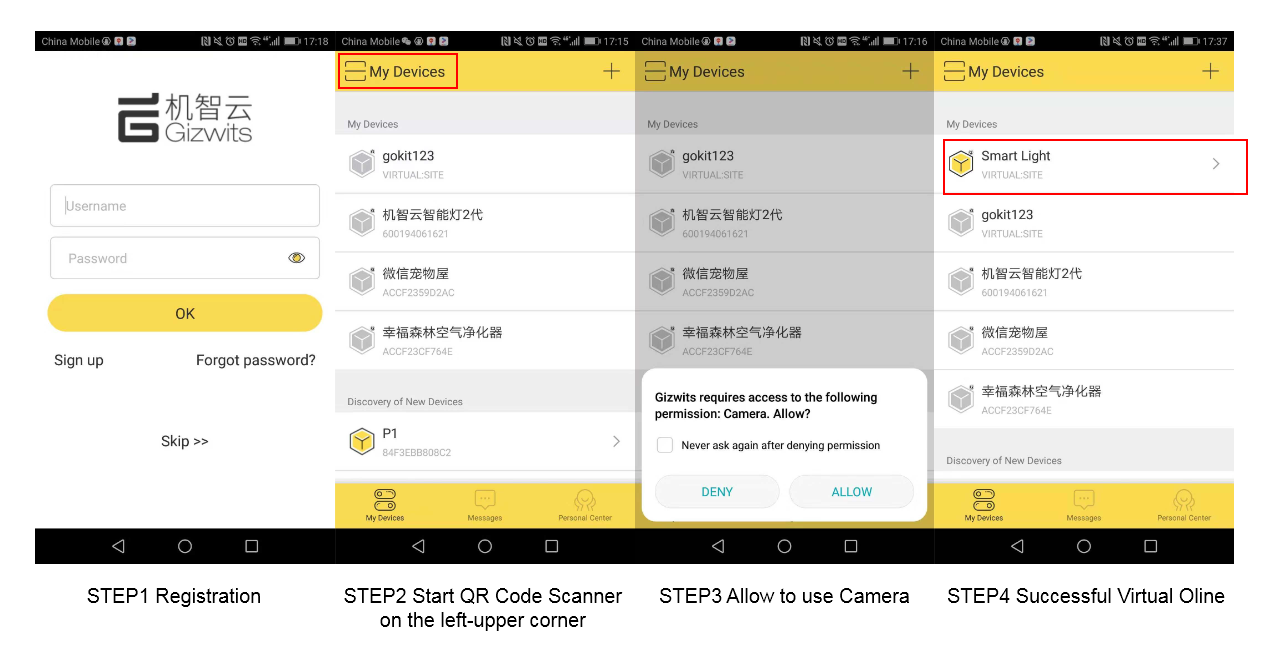 China Mobile 17:18
机智云
Gizwits
Username
Password
OK
Sign up Forgot password?
Skip >>
STEP1 Registration
China Mobile 17:15
My Devices
My Devices
gokit123
VIRTUAL:SITE
机智云智能灯2代
600194061621
微信宠物屋
ACCF2359D2AC
幸福森林空气净化器
ACCF23CF764E
Discovery of New Devices
P1
84F3EBB808C2
My Devices Messages Personal Center
STEP2 Start QR Code Scanner
on the left-upper corner
China Mobile 17:16
My Devices
My Devices
gokit123
VIRTUAL:SITE
机智云智能灯2代
600194061621
微信宠物屋
ACCF2359D2AC
幸福森林空气净化器
ACCF23CF764E
Gizwits requires access to the following
permission: Camera. Allow?
Never ask again after denying permission
DENY ALLOW
STEP3 Allow to use Camera
China Mobile 17:37
My Devices
My Devices
Smart Light
VIRTUAL:SITE
gokit123
VIRTUAL:SITE
机智云智能灯2代
600194061621
微信宠物屋
ACCF2359D2AC
幸福森林空气净化器
ACCF23CF764E
Discovery of New Devices
My Devices Messages Personal Center
STEP4 Successful Virtual Oline